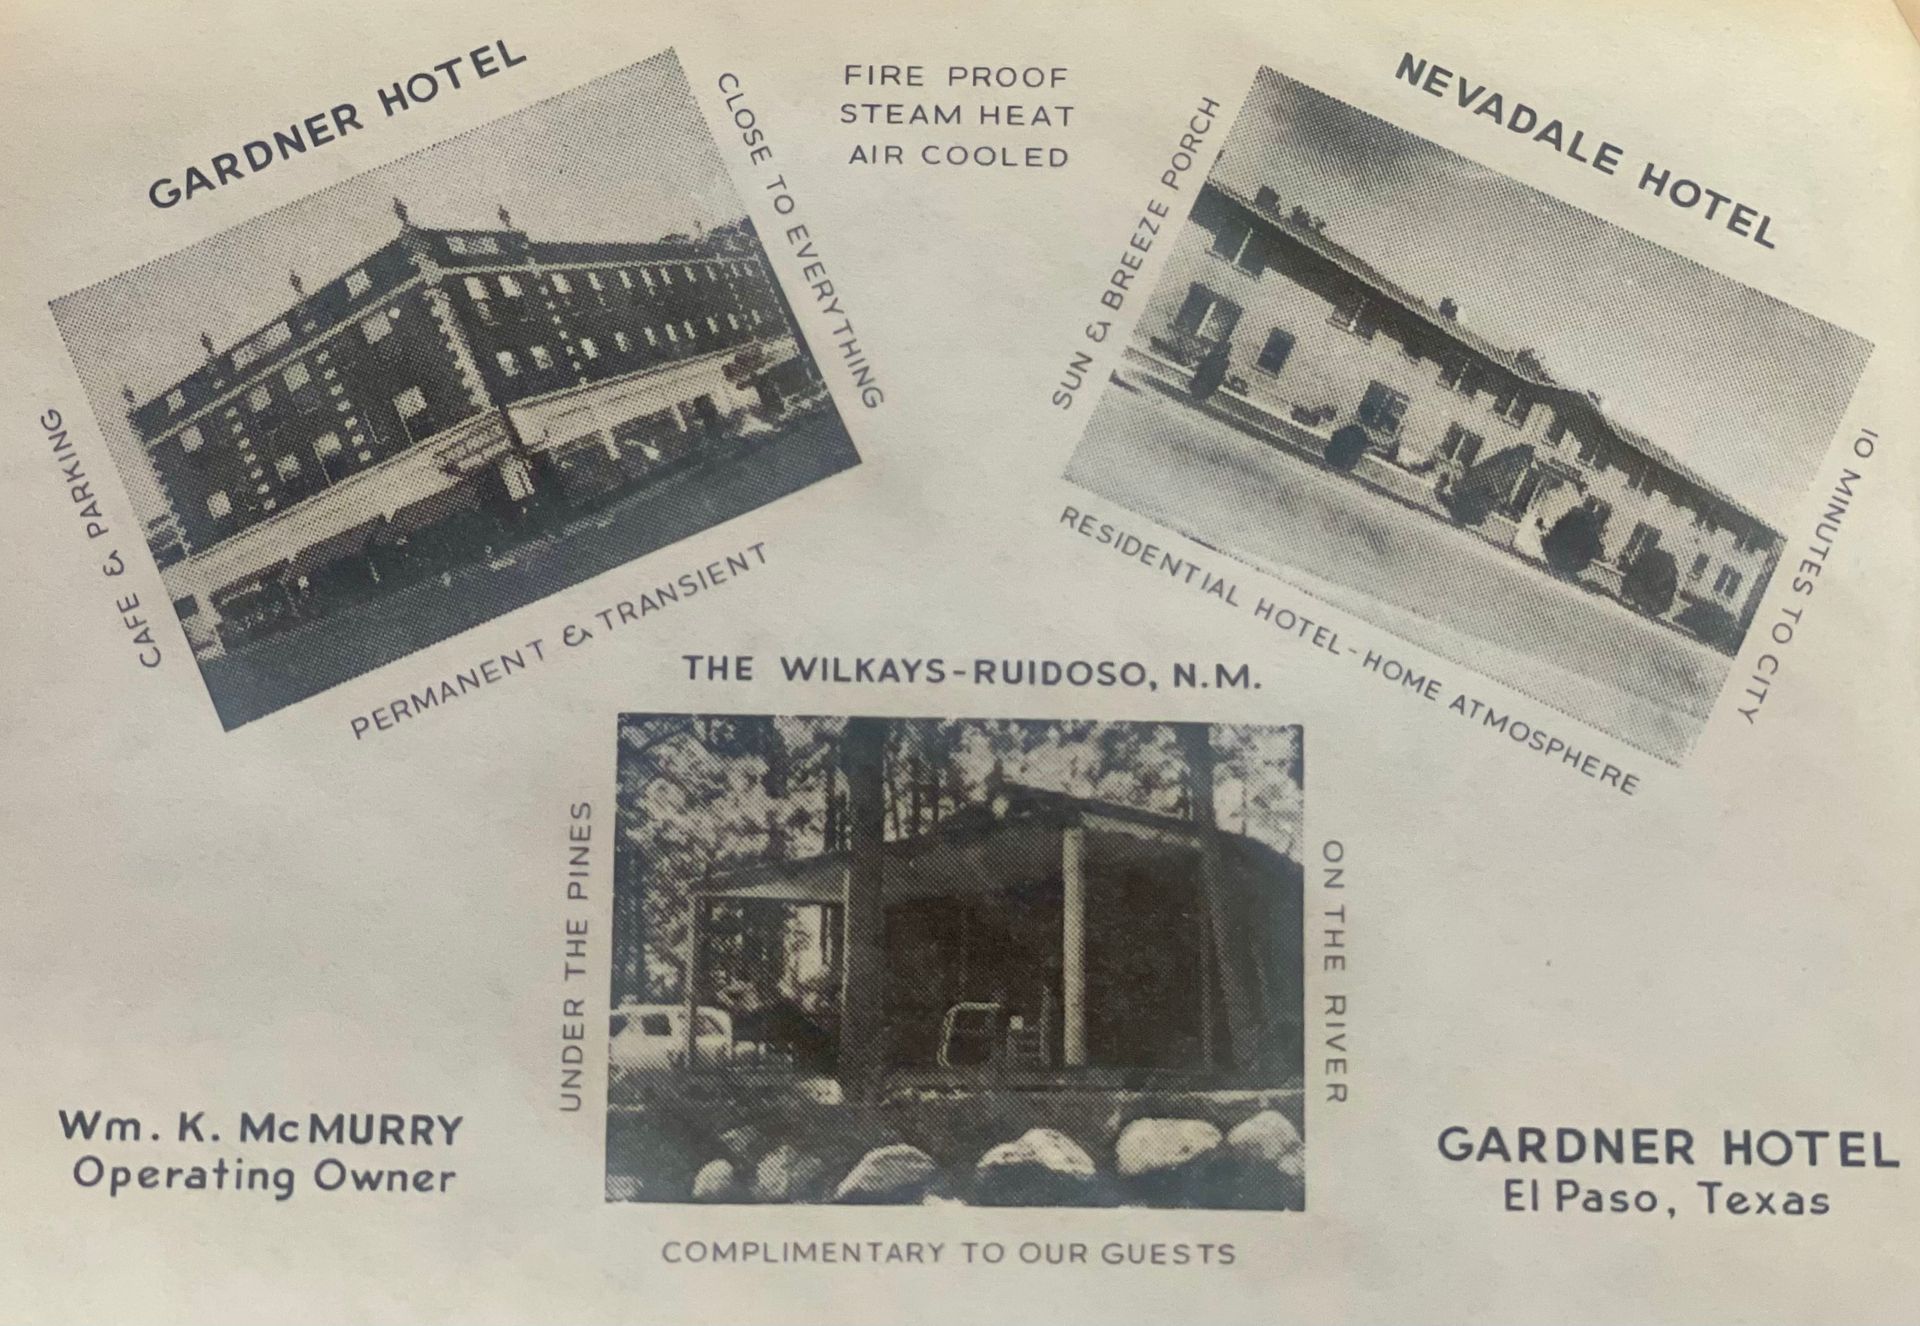 GARDNER HOTEL
CLOSE TO EVERYTHING
CAFE & PARKING
PERMANENT & TRANSIENT
FIRE PROOF
STEAM HEAT
AIR COOLED
NEVADALE HOTEL
SUN & BREEZE PORCH
10 MINUTES TO CITY
RESIDENTIAL HOTEL-HOME ATMOSPHERE
THE WILKAYS-RUIDOSO, N.M.
UNDER THE PINES
ON THE RIVER
COMPLIMENTARY TO OUR GUESTS
Wm. K. McMURRY
Operating Owner
GARDNER HOTEL
El Paso, Texas